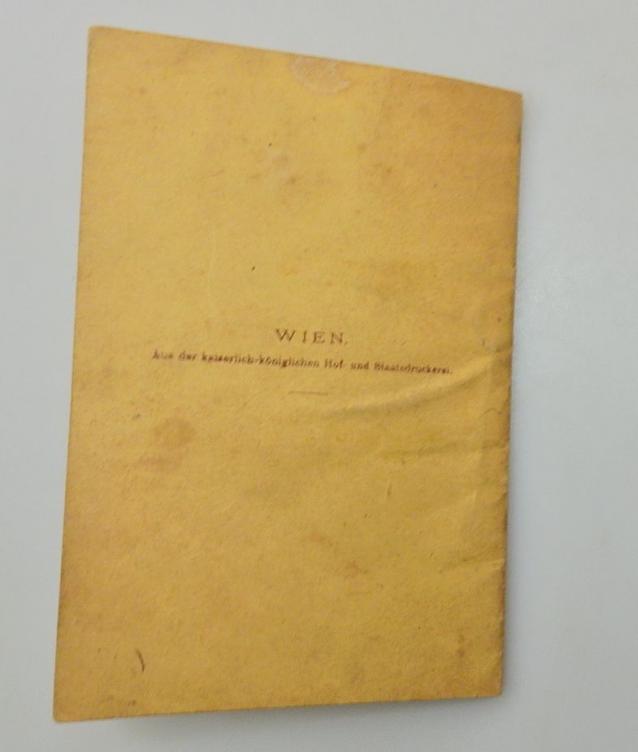 WIEN.
Aus der kaiserlich-königlichen Hof- und Staatsdruckerei.